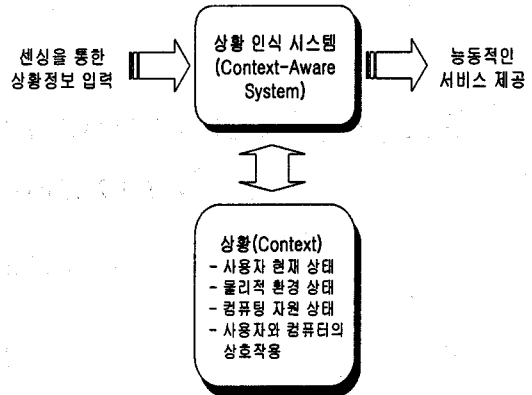 센싱을 통한
상황정보 입력
상황 인식 시스템
(Context-Aware
System)
능동적인
서비스 제공
상황(Context)
- 사용자 현재 상태
- 물리적 환경 상태
- 컴퓨팅 자원 상태
- 사용자와 컴퓨터의
상호작용